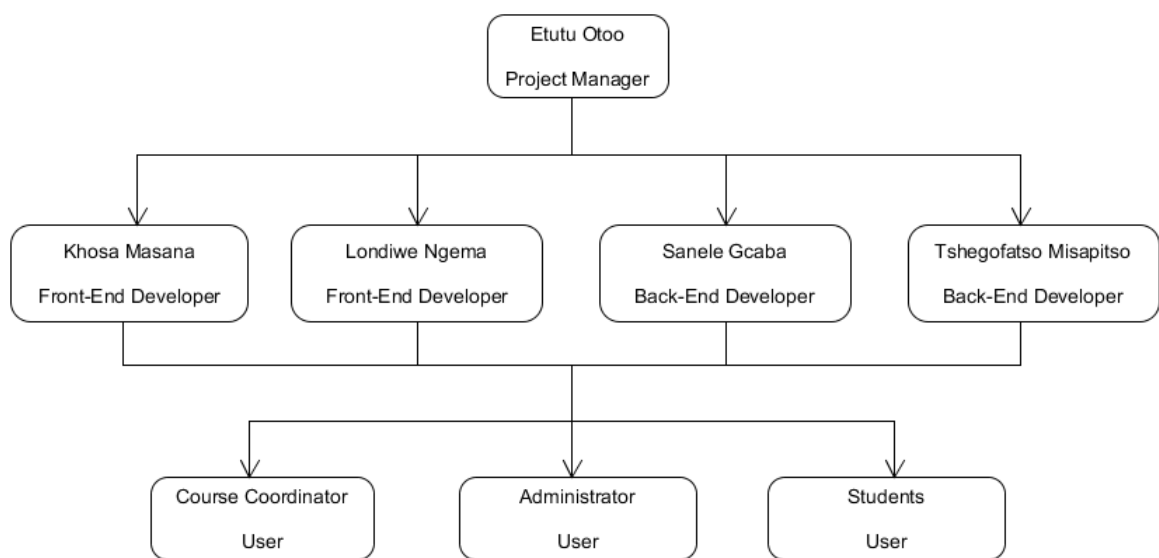 Etutu Otoo
Project Manager
Khosa Masana
Front-End Developer
Londiwe Ngema
Front-End Developer
Sanele Gcaba
Back-End Developer
Tshegofatso Misapitso
Back-End Developer
Course Coordinator
User
Administrator
User
Students
User